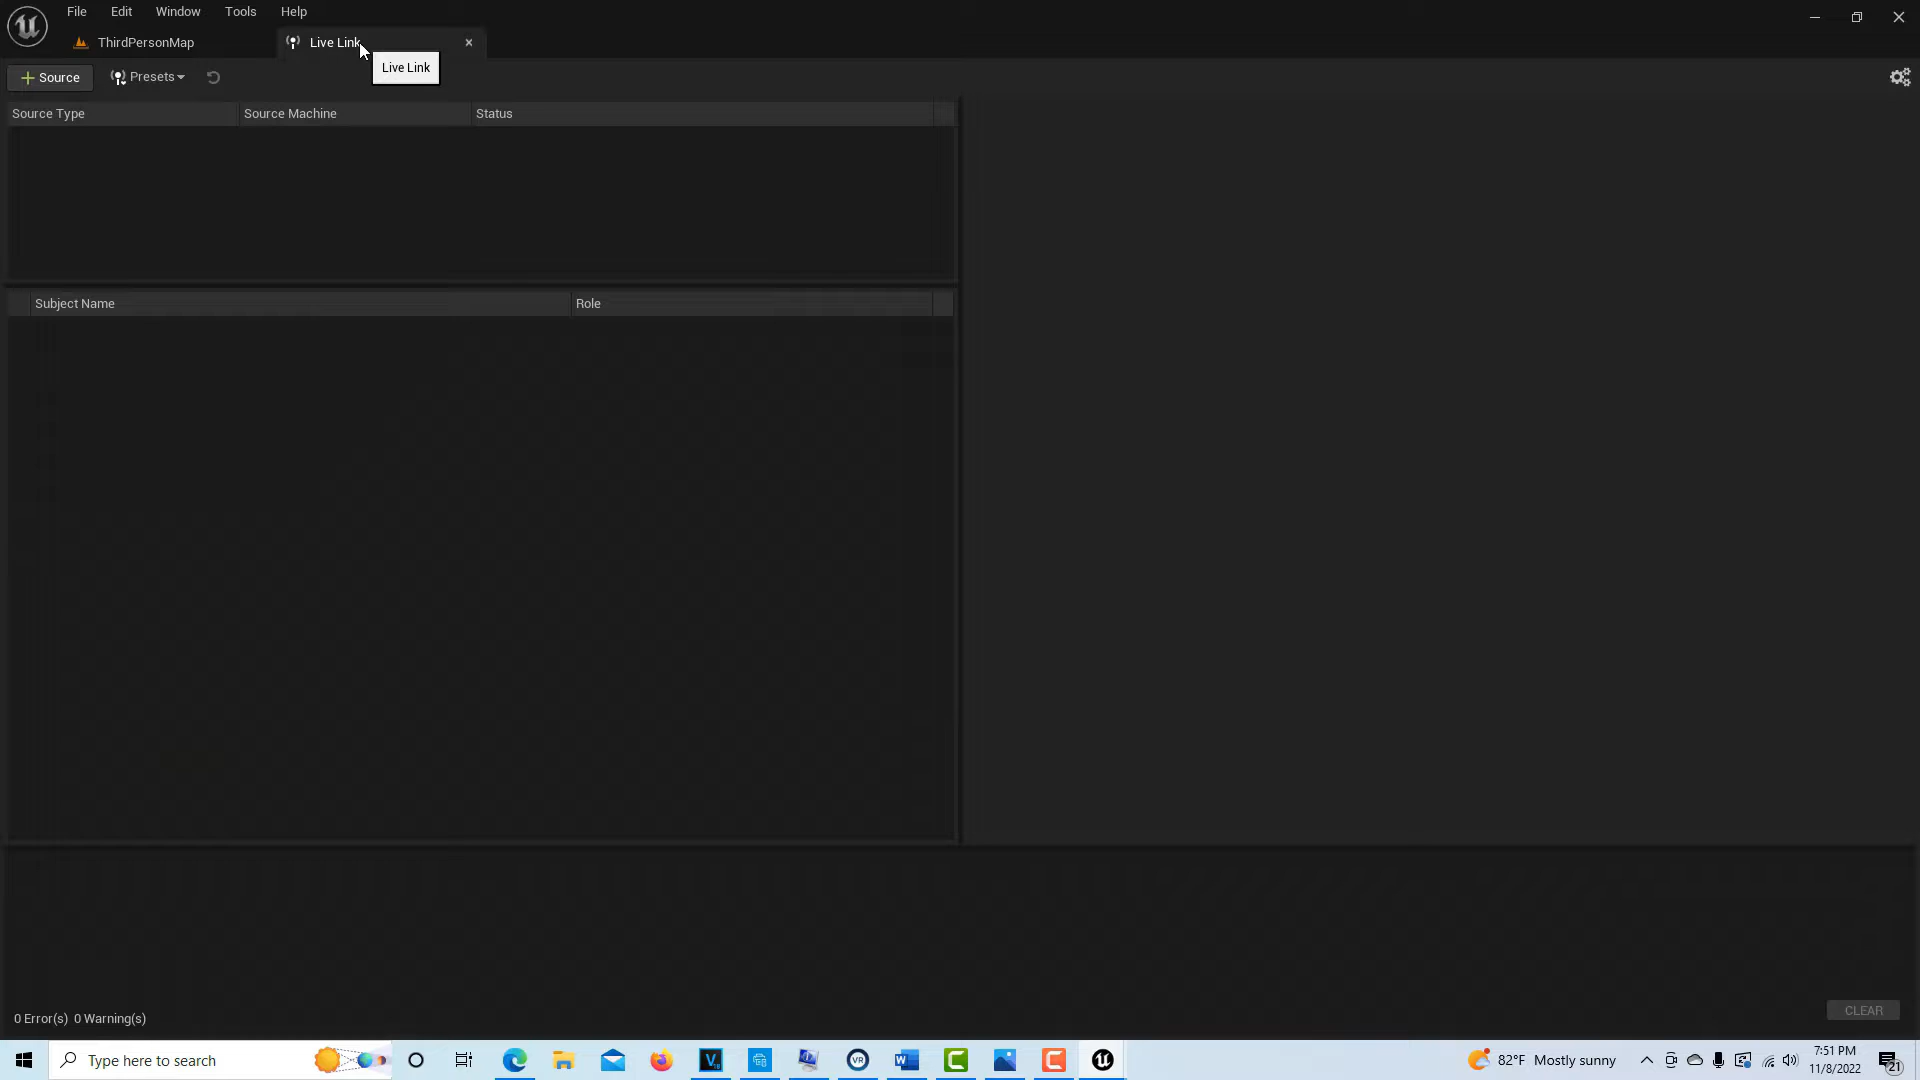 File Edit Window Tools Help
ThirdPersonMap Live Link
Live Link
Source Presets
Source Type Source Machine Status
Subject Name Role
CLEAR
0 Error(s) 0 Warning(s)
Type here to search 82°F Mostly sunny 7:51 PM
11/8/2022 21